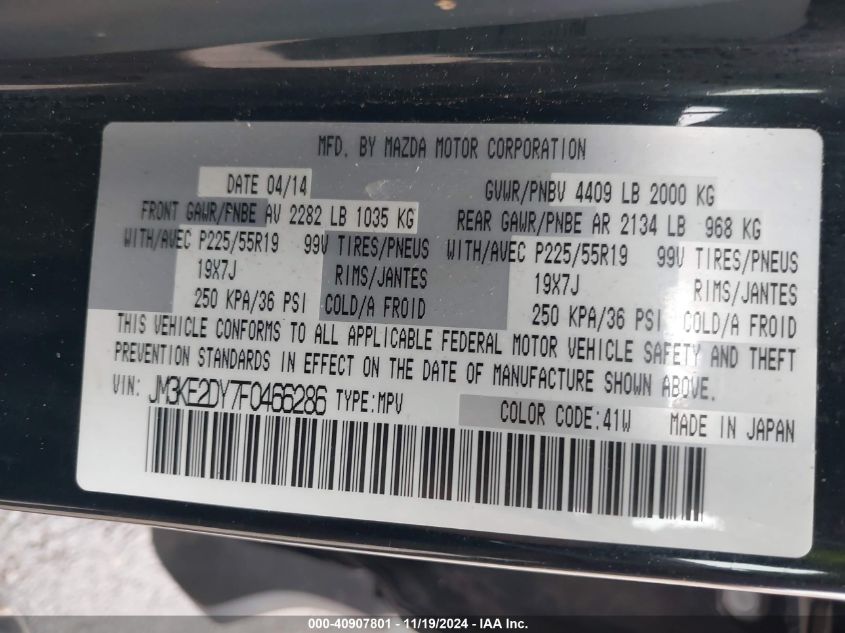 MFD. BY MAZDA MOTOR CORPORATION
DATE 04/14 GVWR/PNBV 4409 LB 2000 KG
FRONT GAWR/PNBE AV 2282 LB 1035 KG REAR GAWR/PNBE AR 2134 LB 968 KG
WITH/AVEC P225/55R19 99V TIRES/PNEUS WITH/AVEC P225/55R19 99V TIRES/PNEUS
19X7J RIMS/JANTES 19X7J RIMS/JANTES
250 KPA/36 PSI COLD/A FROID 250 KPA/36 PSI COLD/A FROID
THIS VEHICLE CONFORMS TO ALL APPLICABLE FEDERAL MOTOR VEHICLE SAFETY AND THEFT
PREVENTION STANDARDS IN EFFECT ON THE DATE OF MANUFACTURE SHOWN ABOVE.
VIN: JM3KE2DY7F0466286 TYPE:MPV COLOR CODE:41W MADE IN JAPAN
000-40907801 - 11/19/2024 - IAA Inc.